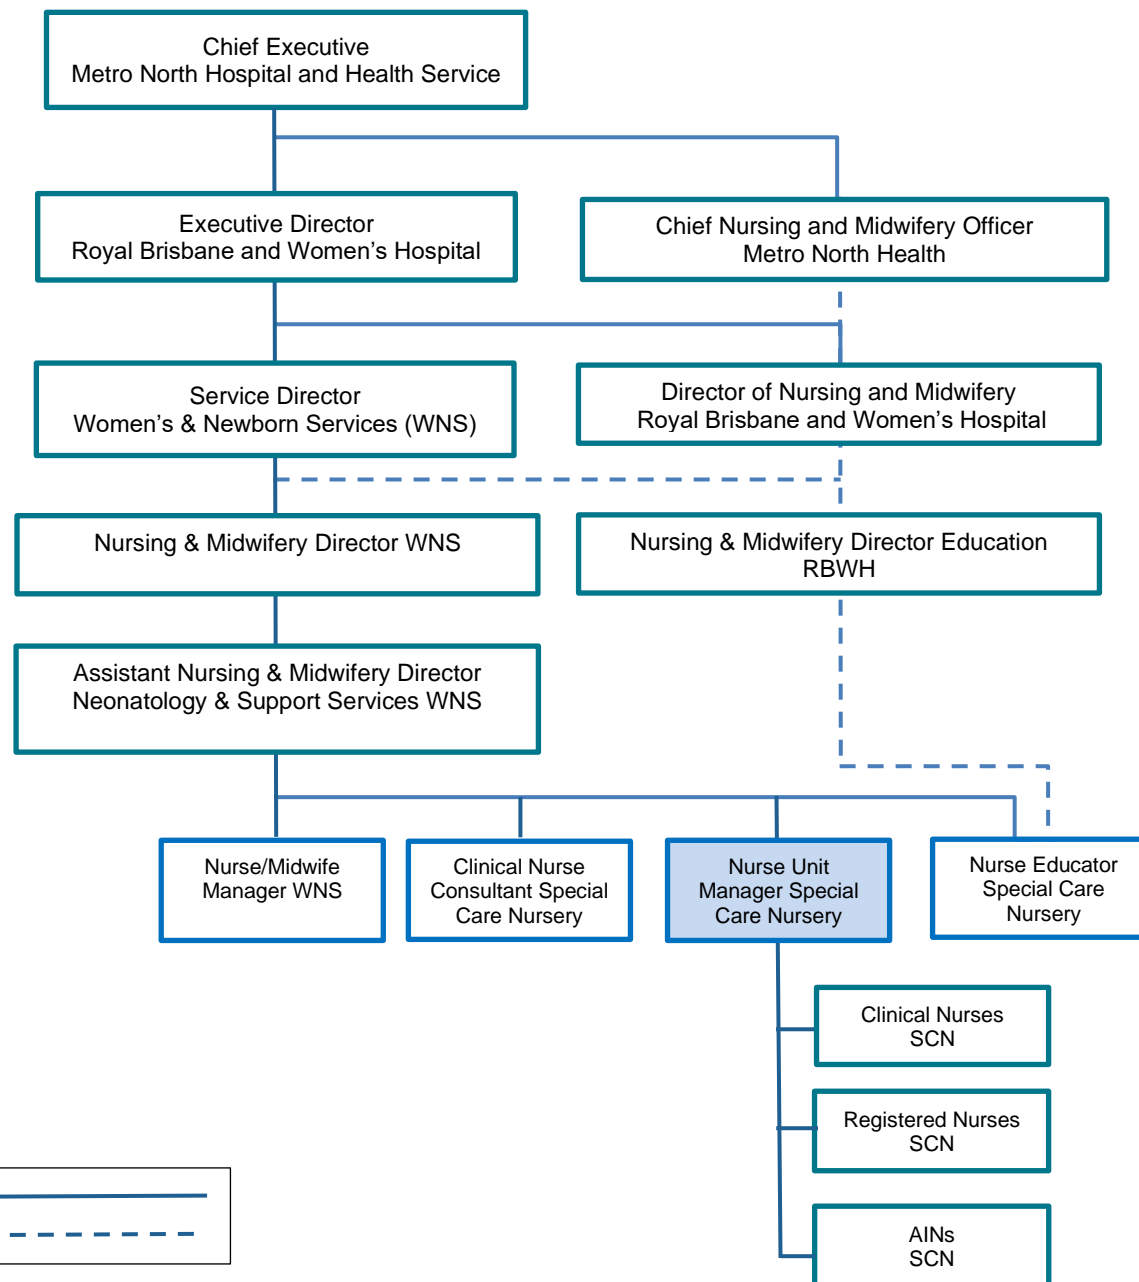 Chief Executive
Metro North Hospital and Health Service
Executive Director
Royal Brisbane and Women's Hospital
Chief Nursing and Midwifery Officer
Metro North Health
Service Director
Women's & Newborn Services (WNS)
Director of Nursing and Midwifery
Royal Brisbane and Women's Hospital
Nursing & Midwifery Director WNS
Nursing & Midwifery Director Education
RBWH
Assistant Nursing & Midwifery Director
Neonatology & Support Services WNS
Nurse/Midwife
Manager WNS
Clinical Nurse
Consultant Special
Care Nursery
Nurse Unit
Manager Special
Care Nursery
Nurse Educator
Special Care
Nursery
Clinical Nurses
SCN
Registered Nurses
SCN
AINs
SCN